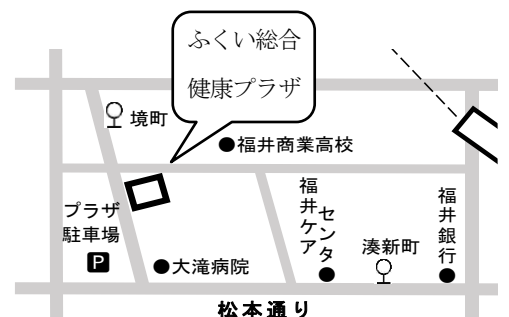 ふくい総合
健康プラザ
境町
●福井商業高校
プラザ
駐車場
P
●大滝病院
福井ケア
センタ
湊新町
福井銀行
松本通り